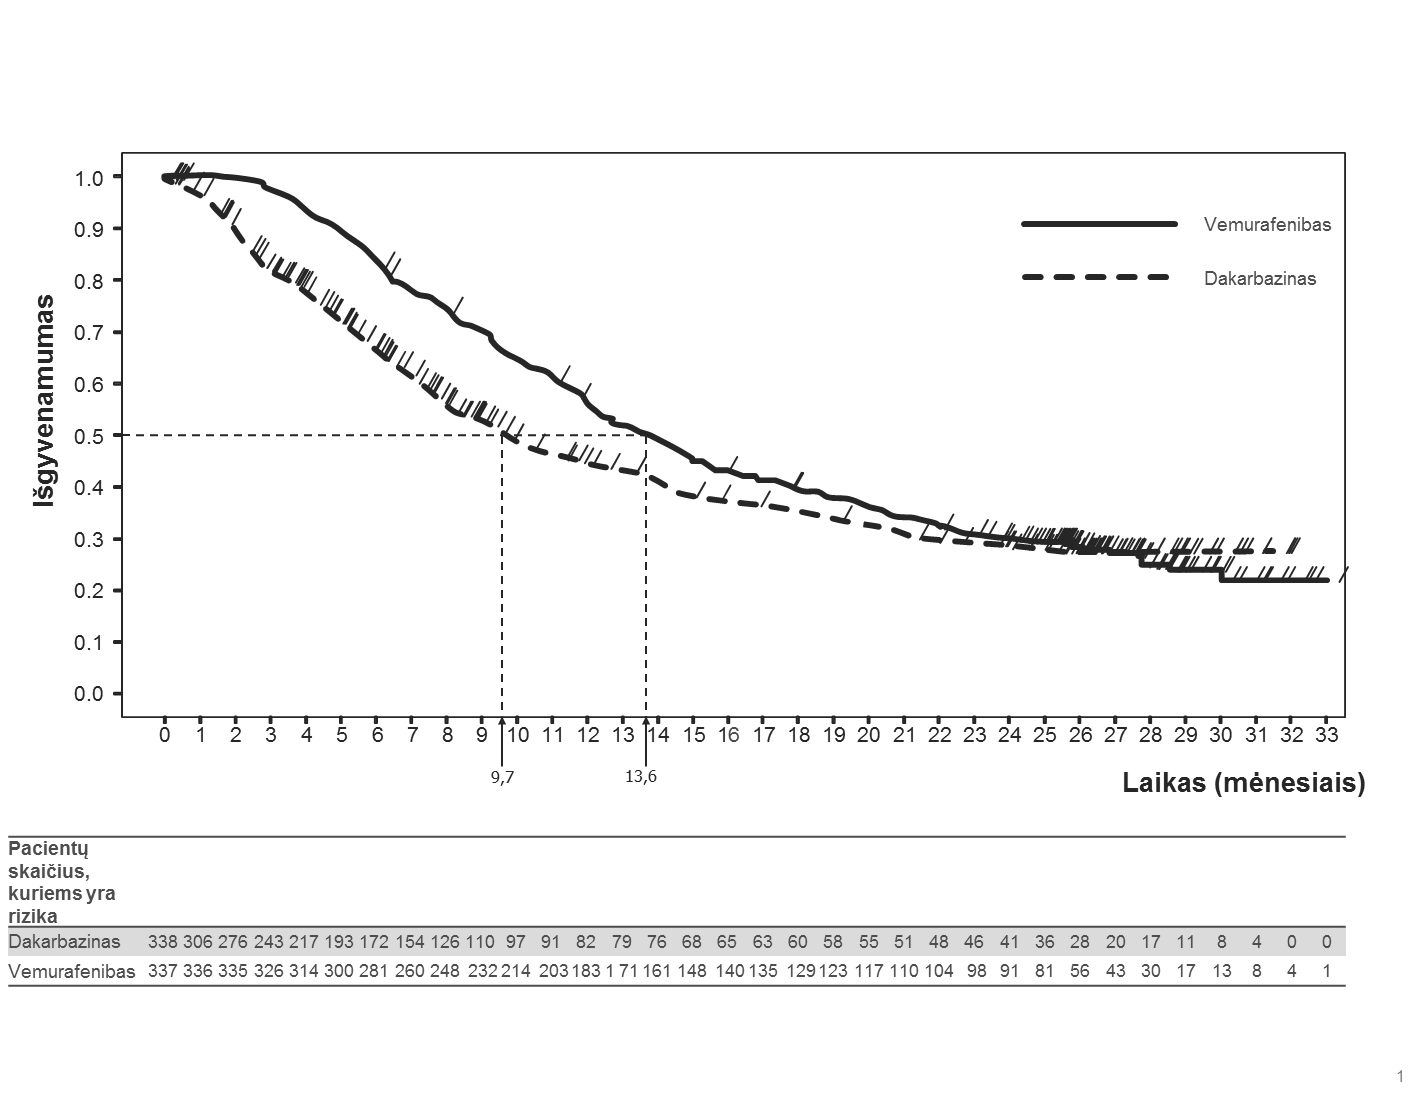 1.0
0.9
0.8
0.7
0.6
0.5
0.4
0.3
0.2
0.1
0.0
Išgyvenamumas
Vemurafenibas
Dakarbazinas
0 1 2 3 4 5 6 7 8 9 10 11 12 13 14 15 16 17 18 19 20 21 22 23 24 25 26 27 28 29 30 31 32 33
9,7 13,6
Laikas (mėnesiais)
Pacientų
skaičius,
kuriems yra
rizika
Dakarbazinas 338 306 276 243 217 193 172 154 126 110 97 91 82 79 76 68 65 63 60 58 55 51 48 46 41 36 28 20 17 11 8 4 0 0
Vemurafenibas 337 336 335 326 314 300 281 260 248 232 214 203 183 171 161 148 140 135 129 123 117 110 104 98 91 81 56 43 30 17 13 8 4 1
1